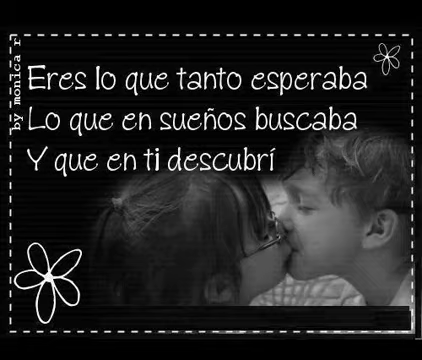 by monica r
Eres lo que tanto esperaba
Lo que en sueños buscaba
Y que en ti descubrí